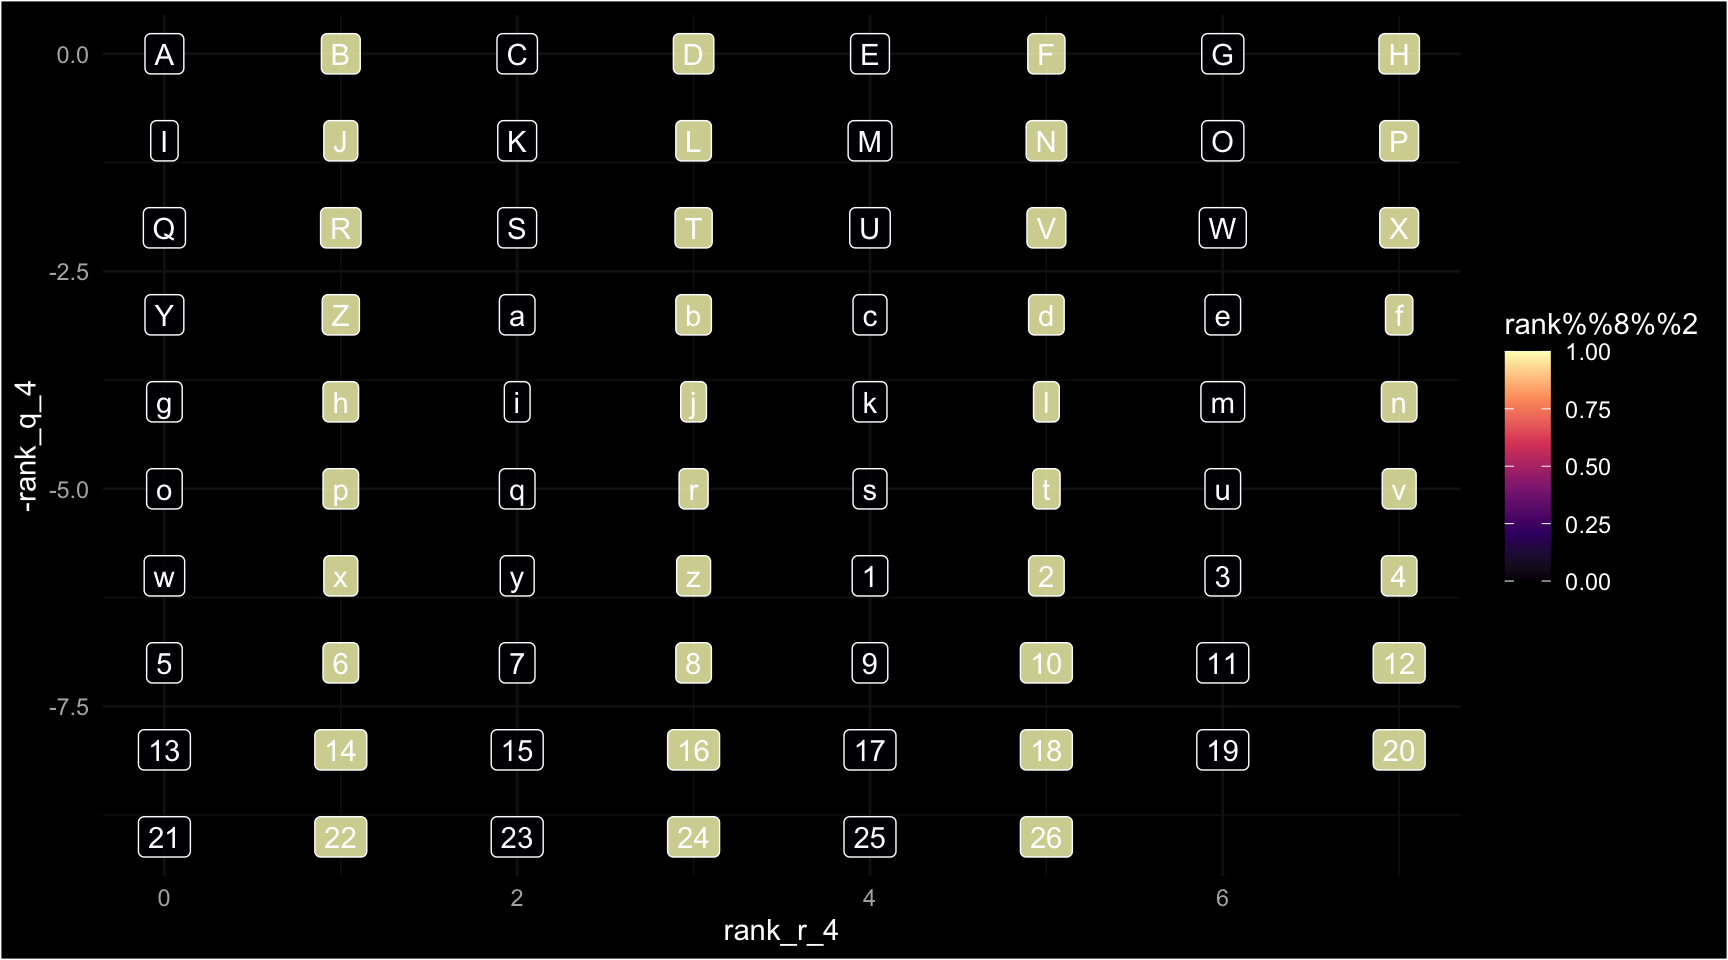 0.0 A B C D E F G H
I J K L M N O P
Q R S T U V W X
-2.5
Y Z a b c d e f
g h i j k l m n
-5.0 o p q r s t u v
w x y z 1 2 3 4
5 6 7 8 9 10 11 12
-7.5
13 14 15 16 17 18 19 20
21 22 23 24 25 26
0 2 4 6
rank_r_4
-rank_q_4
rank%%8%%2
1.00
0.75
0.50
0.25
0.00